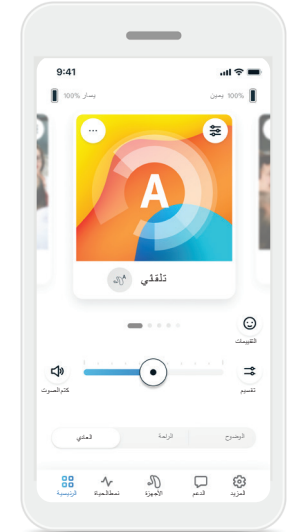 9:41
يسار 100%
100% يمين
A
تلقائي
التقييمات
كتم الصوت
تقسيم
العادي
الراحة
الوضوح
الرئيسية
نمط الحياة
الأجهزة
الدعم
المزيد